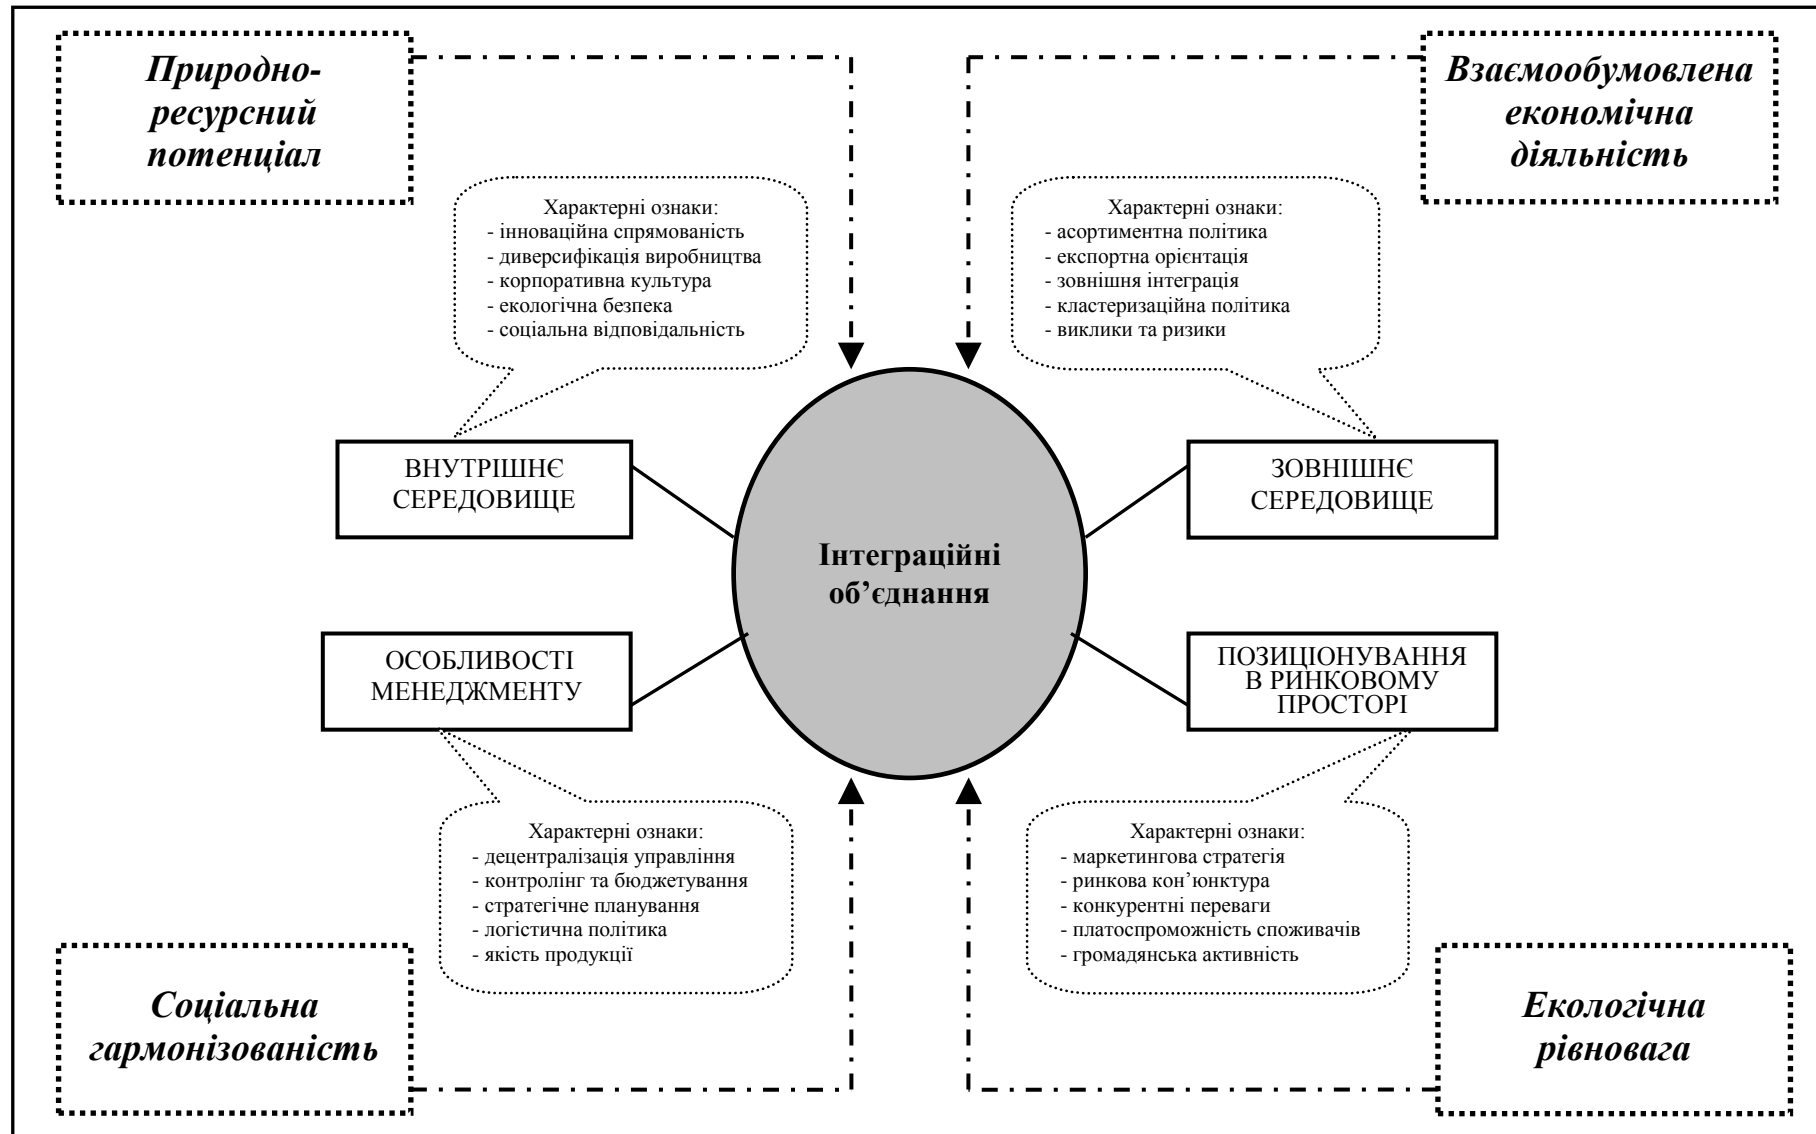 Природно-
ресурсний
потенціал
Взаємообумовлена
економічна
діяльність
Характерні ознаки:
- інноваційна спрямованість
- диверсифікація виробництва
- корпоративна культура
- екологічна безпека
- соціальна відповідальність
Характерні ознаки:
- асортиментна політика
- експортна орієнтація
- зовнішня інтеграція
- кластеризаційна політика
- виклики та ризики
ВНУТРІШНЄ
СЕРЕДОВИЩЕ
ЗОВНІШНЄ
СЕРЕДОВИЩЕ
Інтеграційні
об’єднання
ОСОБЛИВОСТІ
МЕНЕДЖМЕНТУ
ПОЗИЦІОНУВАННЯ
В РИНКОВОМУ
ПРОСТОРІ
Характерні ознаки:
- децентралізація управління
- контролінг та бюджетування
- стратегічне планування
- логістична політика
- якість продукції
Характерні ознаки:
- маркетингова стратегія
- ринкова кон’юнктура
- конкурентні переваги
- платоспроможність споживачів
- громадянська активність
Соціальна
гармонізованість
Екологічна
рівновага